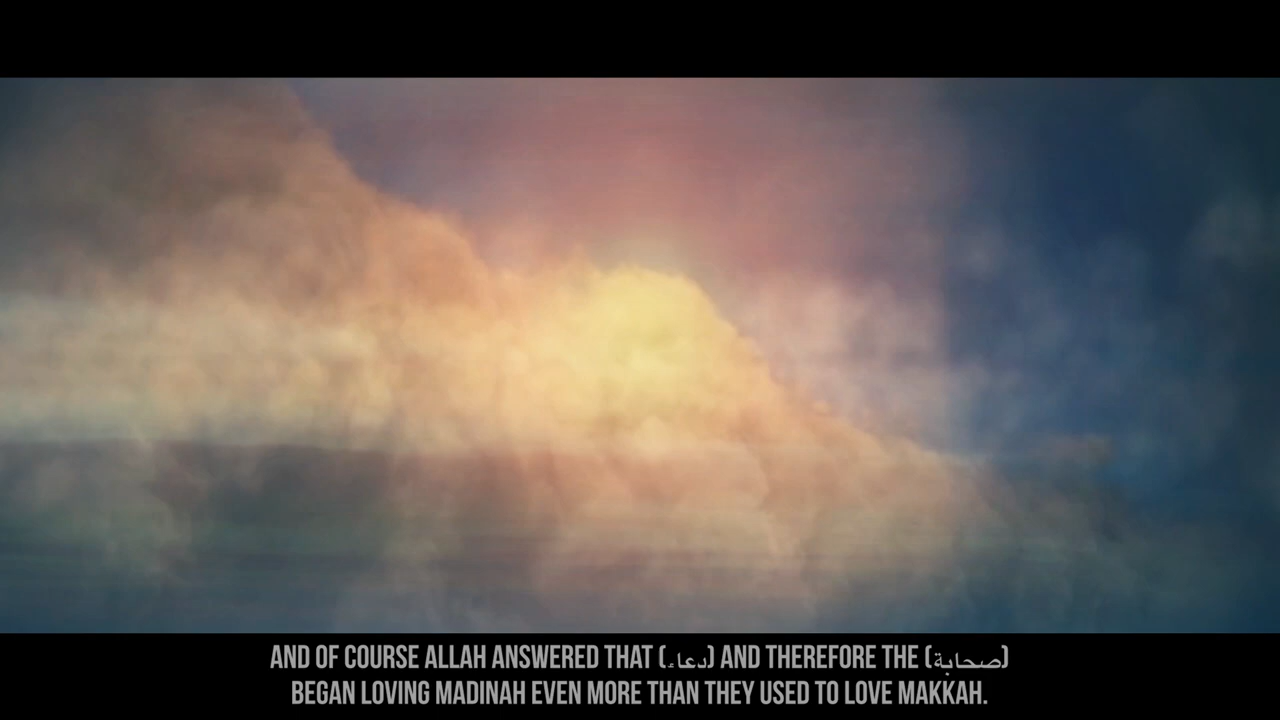 AND OF COURSE ALLAH ANSWERED THAT (دعاء) AND THEREFORE THE (صحابة)
BEGAN LOVING MADINAH EVEN MORE THAN THEY USED TO LOVE MAKKAH.